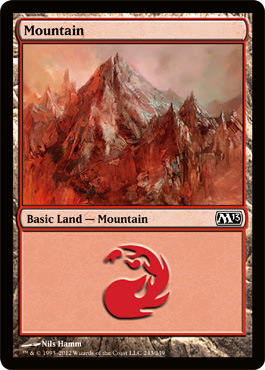 Mountain
Basic Land — Mountain
M13
Nils Hamm
™ & © 1993–2012 Wizards of the Coast LLC 243/249